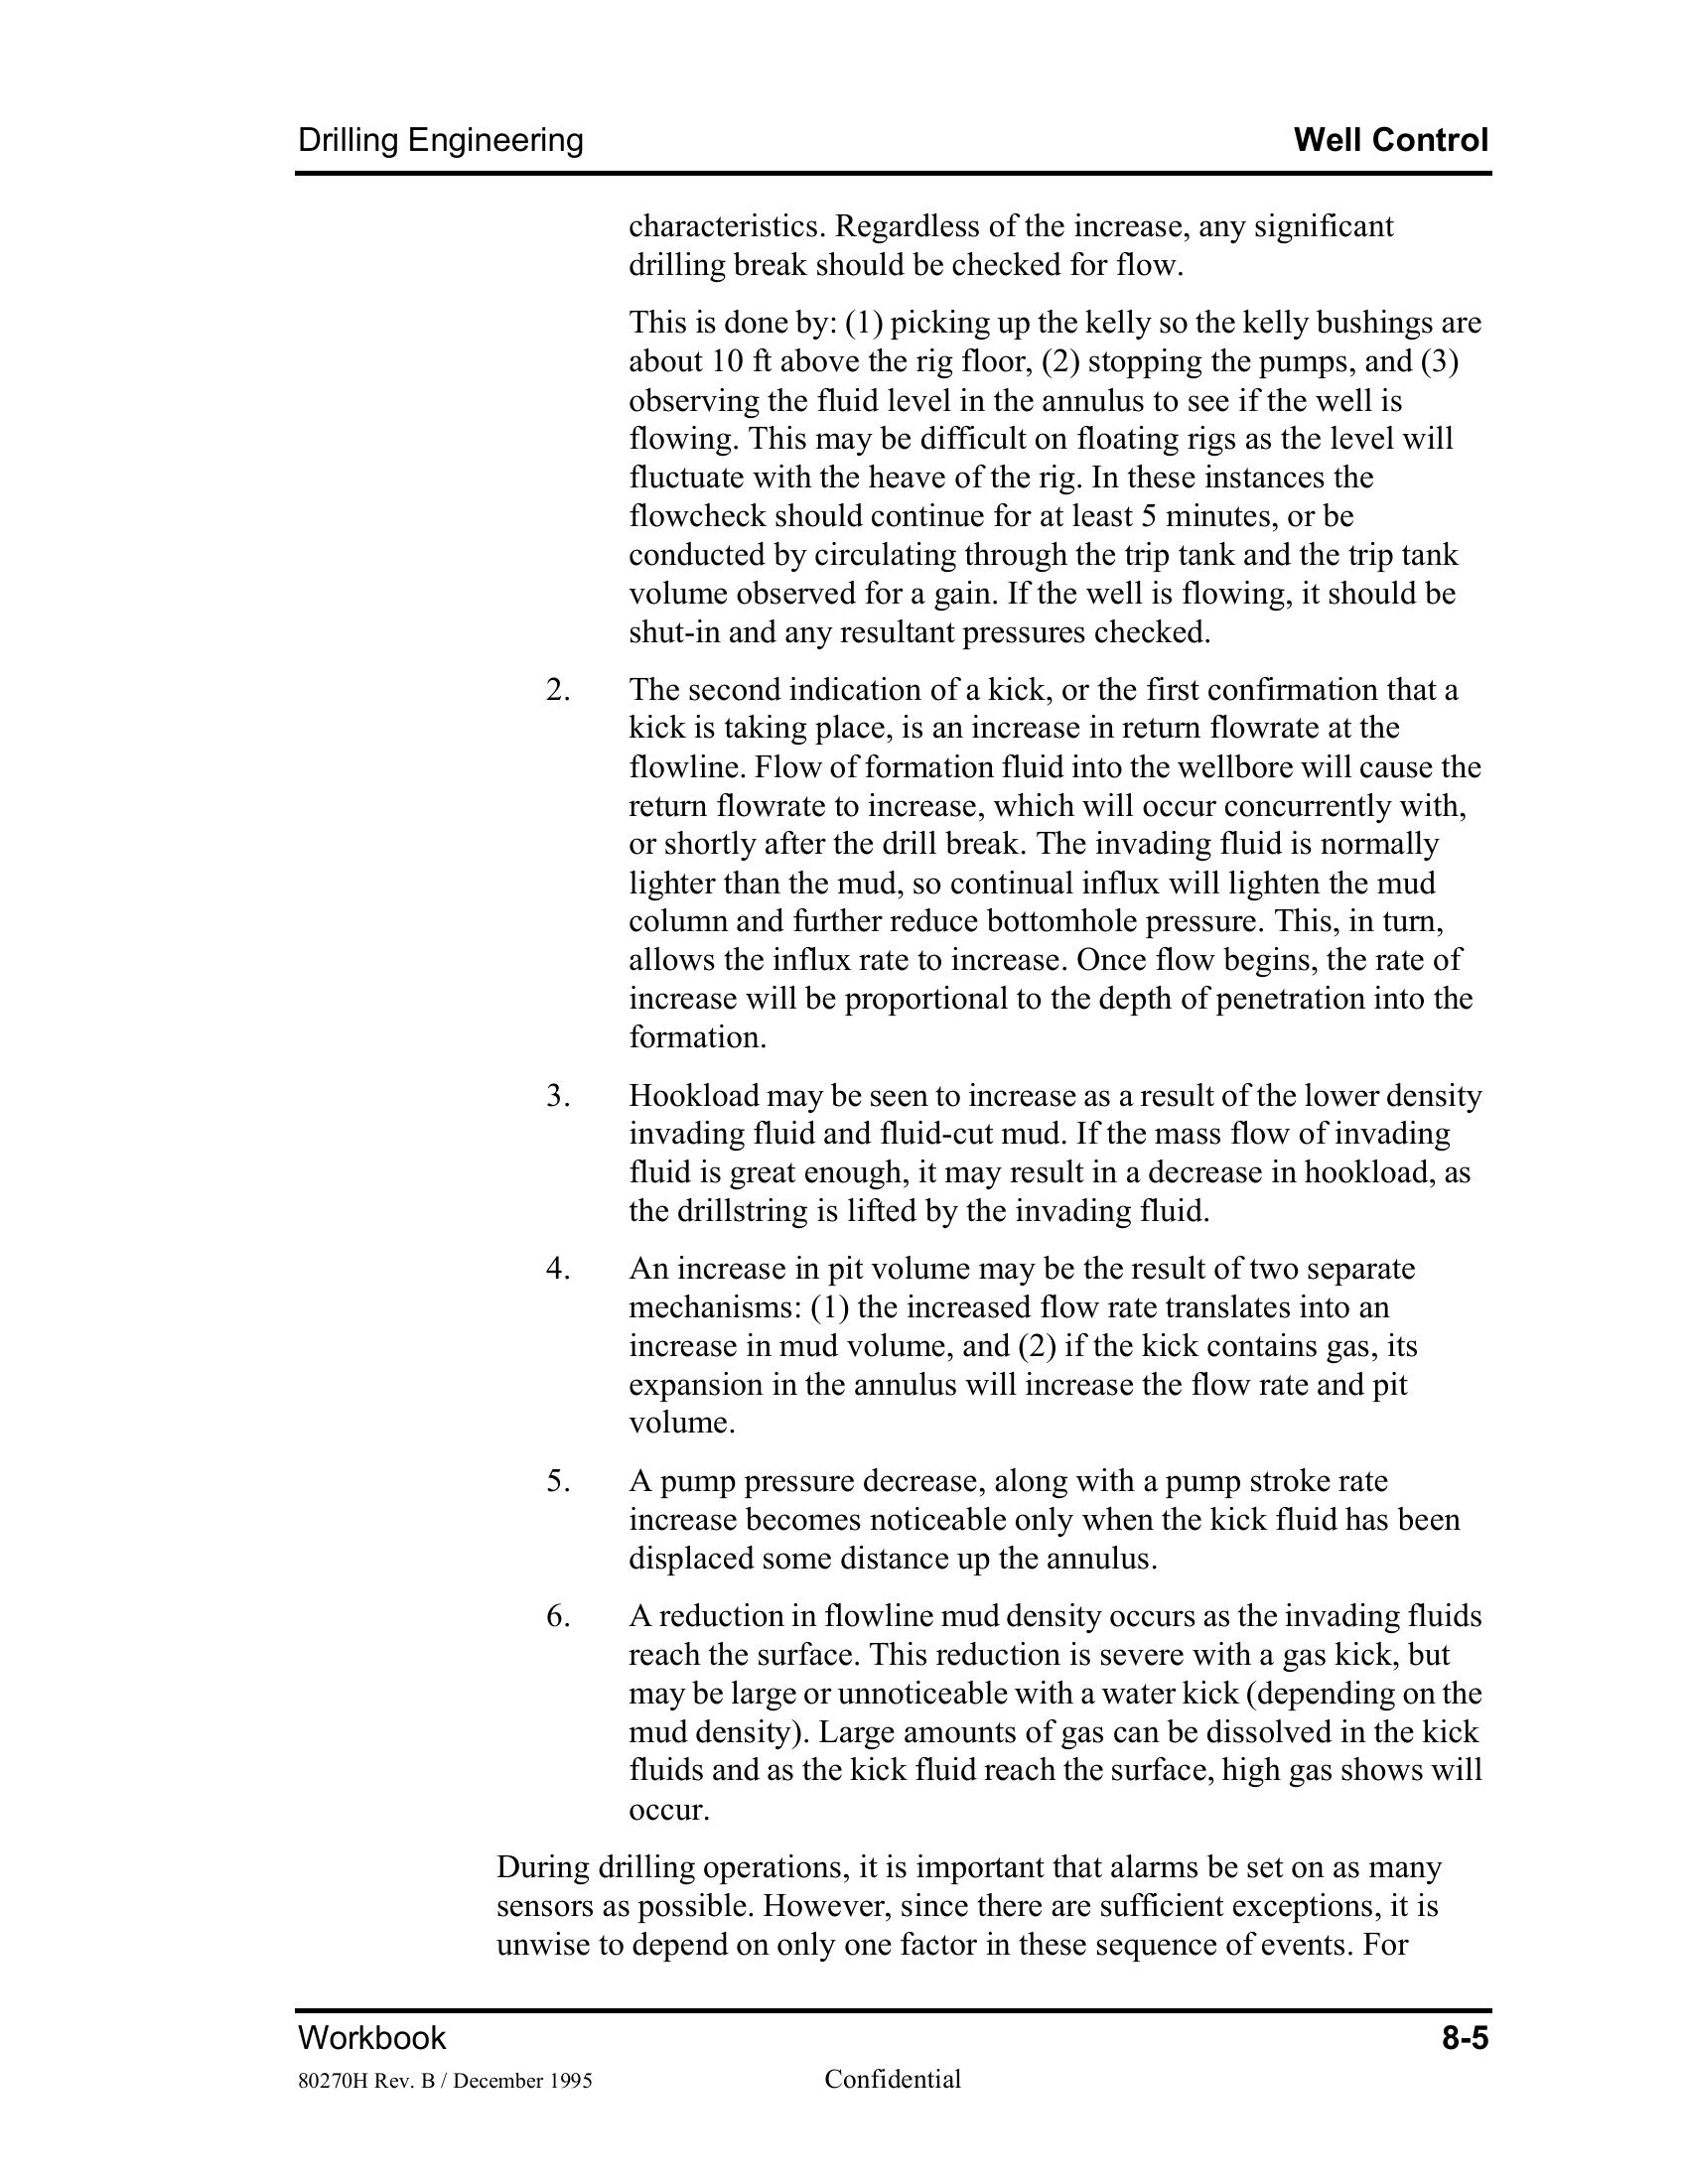 Drilling Engineering Well Control
characteristics. Regardless of the increase, any significant
drilling break should be checked for flow.
This is done by: (1) picking up the kelly so the kelly bushings are
about 10 ft above the rig floor, (2) stopping the pumps, and (3)
observing the fluid level in the annulus to see if the well is
flowing. This may be difficult on floating rigs as the level will
fluctuate with the heave of the rig. In these instances the
flowcheck should continue for at least 5 minutes, or be
conducted by circulating through the trip tank and the trip tank
volume observed for a gain. If the well is flowing, it should be
shut-in and any resultant pressures checked.
2. The second indication of a kick, or the first confirmation that a
kick is taking place, is an increase in return flowrate at the
flowline. Flow of formation fluid into the wellbore will cause the
return flowrate to increase, which will occur concurrently with,
or shortly after the drill break. The invading fluid is normally
lighter than the mud, so continual influx will lighten the mud
column and further reduce bottomhole pressure. This, in turn,
allows the influx rate to increase. Once flow begins, the rate of
increase will be proportional to the depth of penetration into the
formation.
3. Hookload may be seen to increase as a result of the lower density
invading fluid and fluid-cut mud. If the mass flow of invading
fluid is great enough, it may result in a decrease in hookload, as
the drillstring is lifted by the invading fluid.
4. An increase in pit volume may be the result of two separate
mechanisms: (1) the increased flow rate translates into an
increase in mud volume, and (2) if the kick contains gas, its
expansion in the annulus will increase the flow rate and pit
volume.
5. A pump pressure decrease, along with a pump stroke rate
increase becomes noticeable only when the kick fluid has been
displaced some distance up the annulus.
6. A reduction in flowline mud density occurs as the invading fluids
reach the surface. This reduction is severe with a gas kick, but
may be large or unnoticeable with a water kick (depending on the
mud density). Large amounts of gas can be dissolved in the kick
fluids and as the kick fluid reach the surface, high gas shows will
occur.
During drilling operations, it is important that alarms be set on as many
sensors as possible. However, since there are sufficient exceptions, it is
unwise to depend on only one factor in these sequence of events. For
Workbook 8-5
80270H Rev. B / December 1995 Confidential